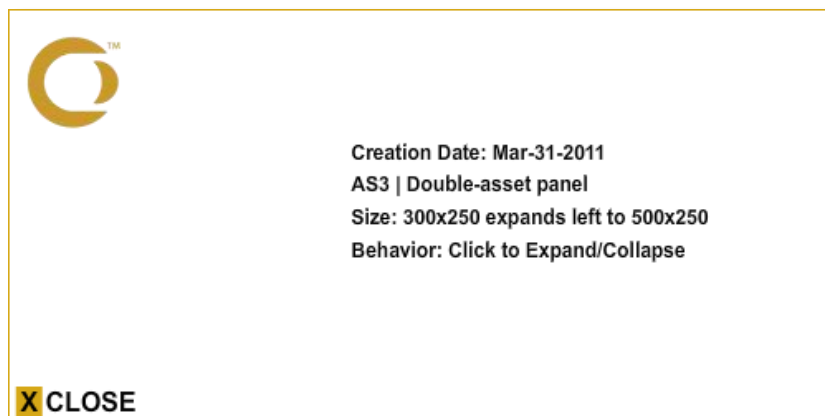 TM
Creation Date: Mar-31-2011
AS3 | Double-asset panel
Size: 300x250 expands left to 500x250
Behavior: Click to Expand/Collapse
X CLOSE